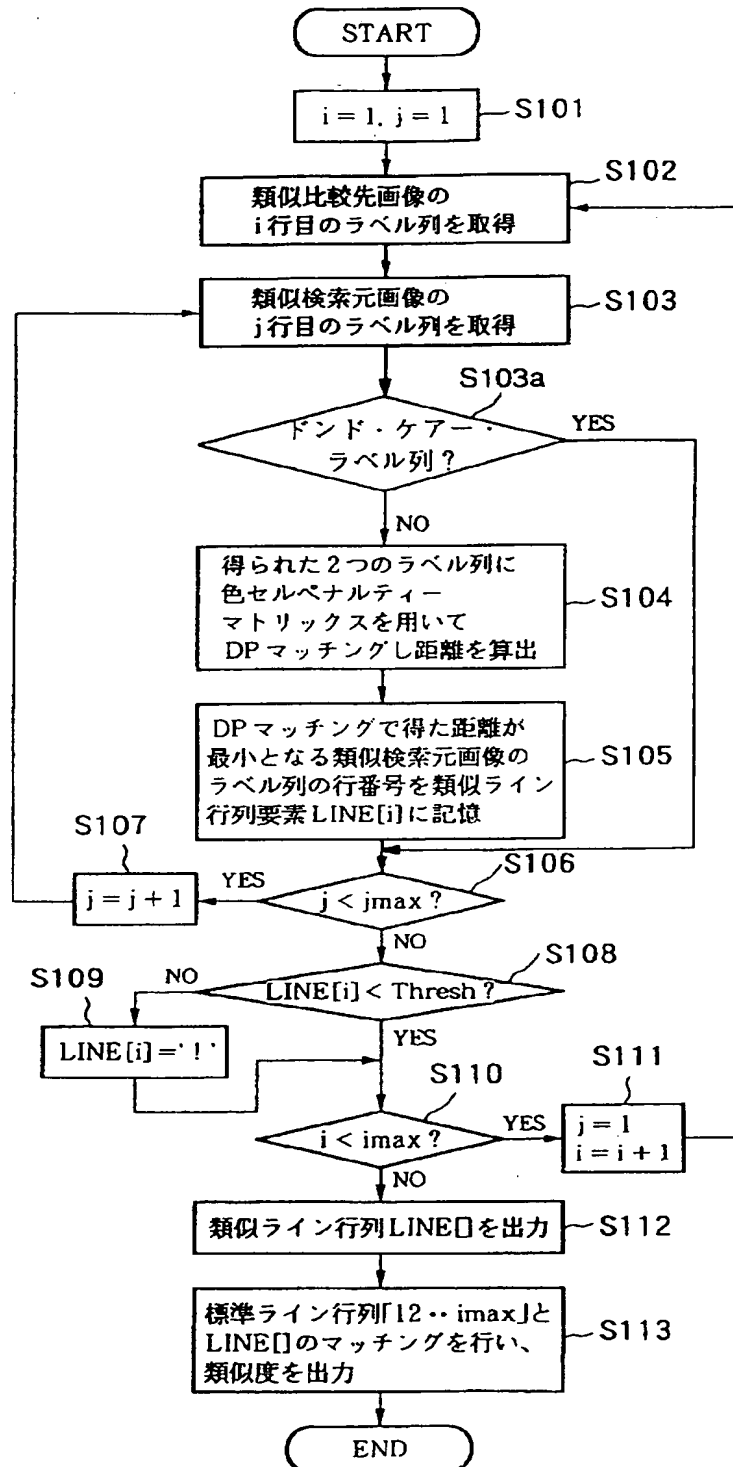 START
i = 1, j = 1
S101
S102
類似比較先画像の
i行目のラベル列を取得
類似検索元画像の
j行目のラベル列を取得
S103
S103a
ドンド・ケアー・
ラベル列?
YES
NO
得られた2つのラベル列に
色セルペナルティー
マトリックスを用いて
DPマッチングし距離を算出
S104
DPマッチングで得た距離が
最小となる類似検索元画像の
ラベル列の行番号を類似ライン
行列要素LINE[i]に記憶
S105
S107
j = j + 1
YES
j < jmax ?
S106
NO
S109
NO
LINE[i] < Thresh ?
S108
LINE[i] ='!'
YES
S110
S111
i < imax ?
YES
j = 1
i = i + 1
NO
類似ライン行列LINE[]を出力
S112
標準ライン行列「12‥imax」と
LINE[]のマッチングを行い、
類似度を出力
S113
END